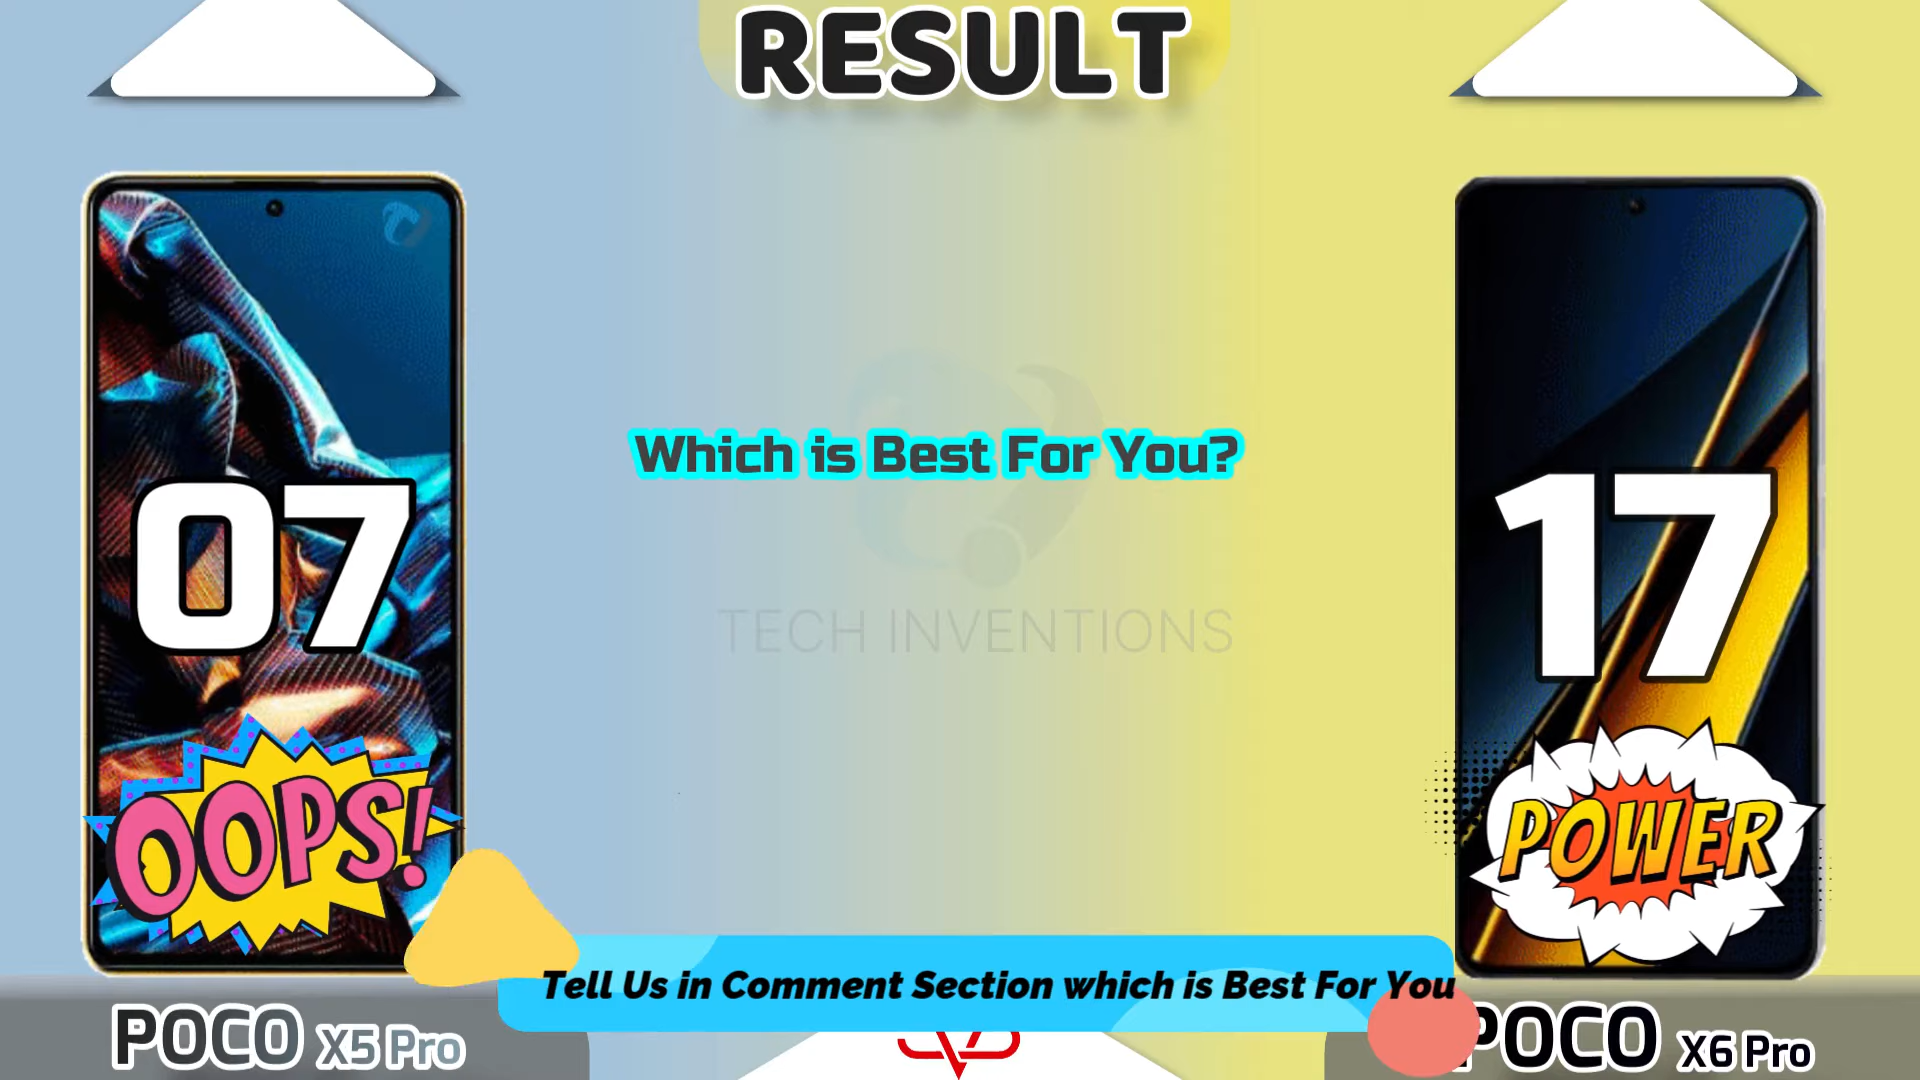 RESULT
Which is Best For You?
07
17
TECH INVENTIONS
OOPS!
POWER
Tell Us in Comment Section which is Best For You
POCO X5 Pro
POCO X6 Pro